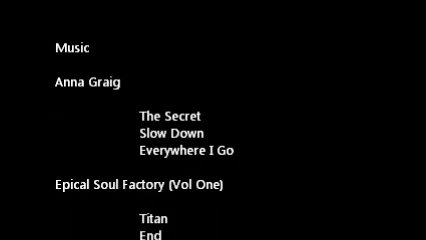 Music
Anna Graig
The Secret
Slow Down
Everywhere I Go
Epical Soul Factory (Vol One)
Titan
End